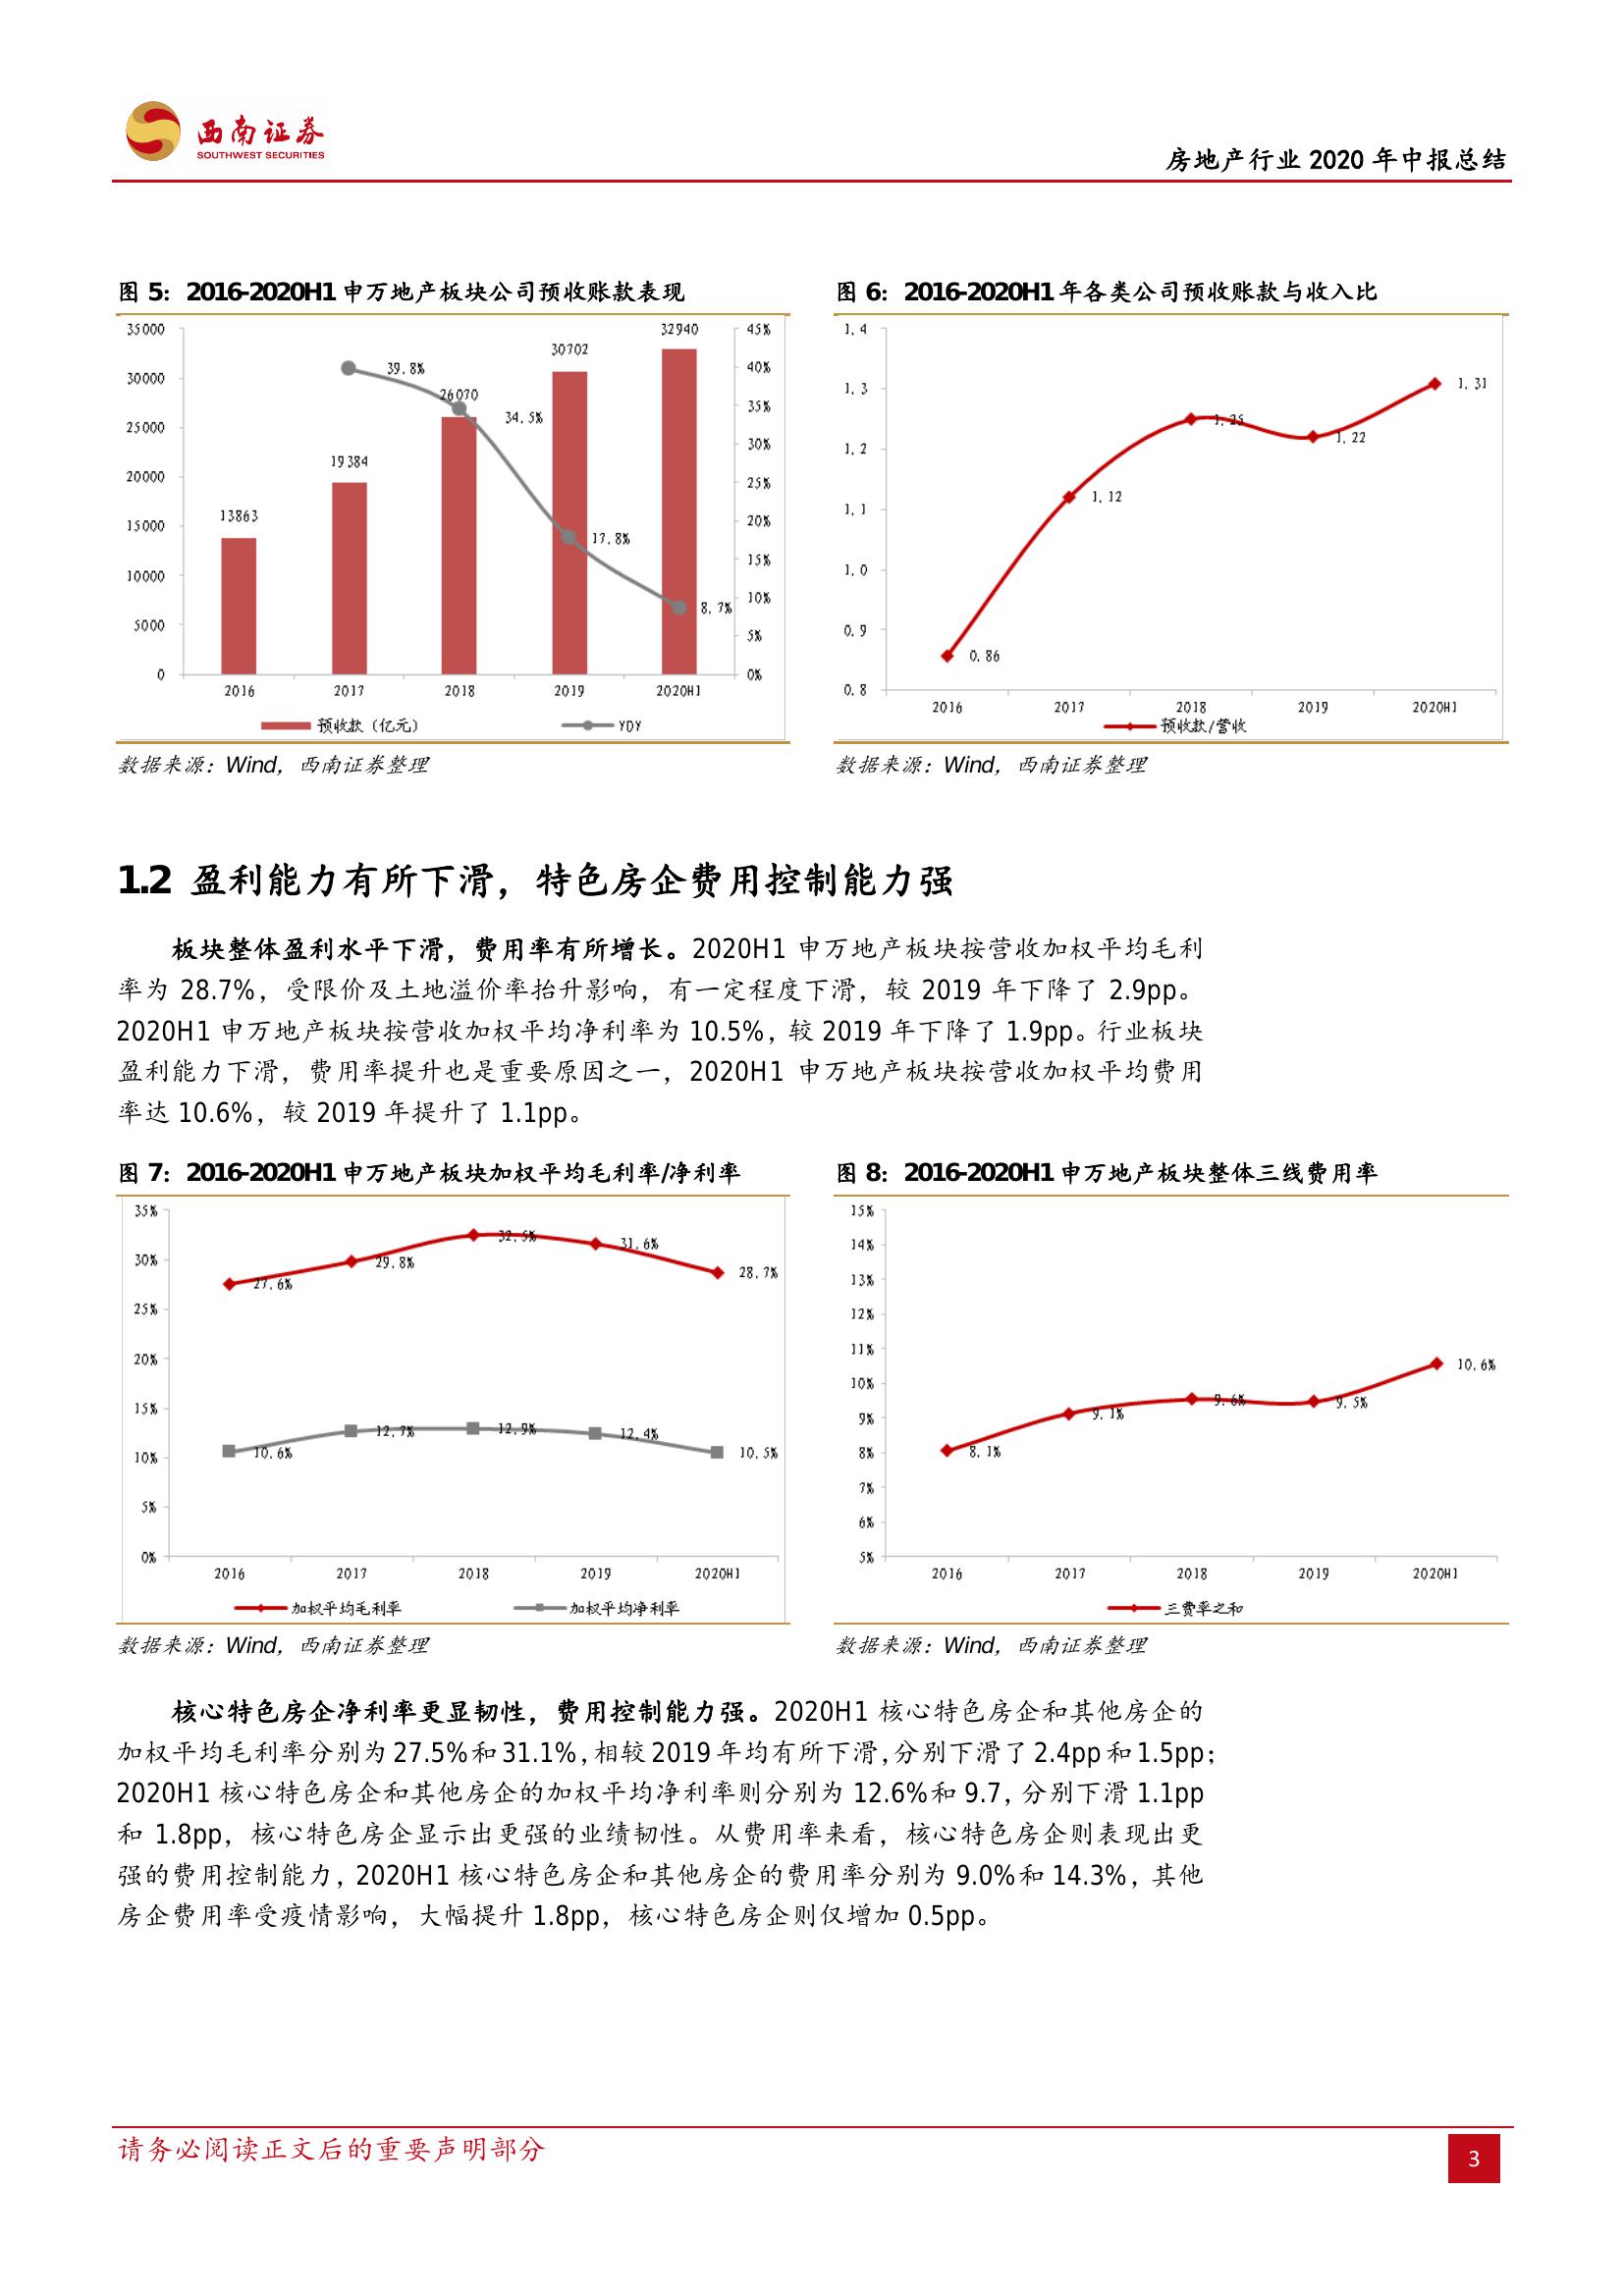 西南证券
SOUTHWEST SECURITIES
房地产行业 2020 年中报总结
图 5：2016-2020H1 申万地产板块公司预收账款表现
35000
30000
25000
20000
15000
10000
5000
0
45%
40%
35%
30%
25%
20%
15%
10%
5%
0%
13863
19384
26070
30702
32940
39.8%
34.5%
17.8%
8.7%
2016 2017 2018 2019 2020H1
预收款（亿元） YOY
数据来源：Wind，西南证券整理
图 6：2016-2020H1 年各类公司预收账款与收入比
1.4
1.3
1.2
1.1
1.0
0.9
0.8
0.86
1.12
1.25
1.22
1.31
2016 2017 2018 2019 2020H1
预收款/营收
数据来源：Wind，西南证券整理
1.2 盈利能力有所下滑，特色房企费用控制能力强
板块整体盈利水平下滑，费用率有所增长。2020H1 申万地产板块按营收加权平均毛利
率为 28.7%，受限价及土地溢价率抬升影响，有一定程度下滑，较 2019 年下降了 2.9pp。
2020H1 申万地产板块按营收加权平均净利率为 10.5%，较 2019 年下降了 1.9pp。行业板块
盈利能力下滑，费用率提升也是重要原因之一，2020H1 申万地产板块按营收加权平均费用
率达 10.6%，较 2019 年提升了 1.1pp。
图 7：2016-2020H1 申万地产板块加权平均毛利率/净利率
35%
30%
25%
20%
15%
10%
5%
0%
27.6%
29.8%
32.5%
31.6%
28.7%
10.6%
12.7%
12.9%
12.4%
10.5%
2016 2017 2018 2019 2020H1
加权平均毛利率 加权平均净利率
数据来源：Wind，西南证券整理
图 8：2016-2020H1 申万地产板块整体三线费用率
15%
14%
13%
12%
11%
10%
9%
8%
7%
6%
5%
8.1%
9.1%
9.6%
9.5%
10.6%
2016 2017 2018 2019 2020H1
三费率之和
数据来源：Wind，西南证券整理
核心特色房企净利率更显韧性，费用控制能力强。2020H1 核心特色房企和其他房企的
加权平均毛利率分别为 27.5%和 31.1%，相较 2019 年均有所下滑，分别下滑了 2.4pp 和 1.5pp；
2020H1 核心特色房企和其他房企的加权平均净利率则分别为 12.6%和 9.7，分别下滑 1.1pp
和 1.8pp，核心特色房企显示出更强的业绩韧性。从费用率来看，核心特色房企则表现出更
强的费用控制能力，2020H1 核心特色房企和其他房企的费用率分别为 9.0%和 14.3%，其他
房企费用率受疫情影响，大幅提升 1.8pp，核心特色房企则仅增加 0.5pp。
请务必阅读正文后的重要声明部分
3